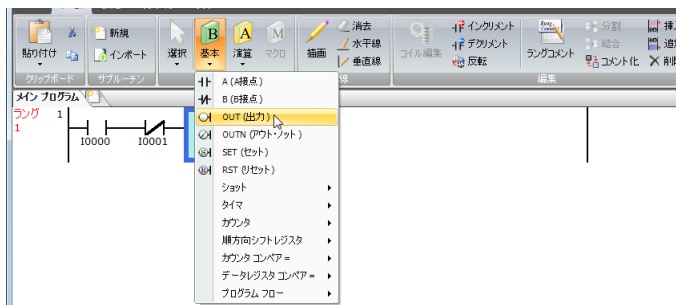 新規
消去
インクリメント
分割
挿
B
A
M
水平線
デクリメント
結合
追
貼り付け
インポート
選択
基本
演算
マクロ
描画
垂直線
コイル編集
反転
ラングコメント
コメント化
削
クリップボード
サブルーチン
線
編集
メイン プログラム
A (A接点)
ラング 1
B (B接点)
1
OUT (出力)
I0000
I0001
OUTN (アウト・ノット)
SET (セット)
RST (リセット)
ショット
タイマ
カウンタ
順方向シフトレジスタ
カウンタ コンペア =
データレジスタ コンペア =
プログラム フロー